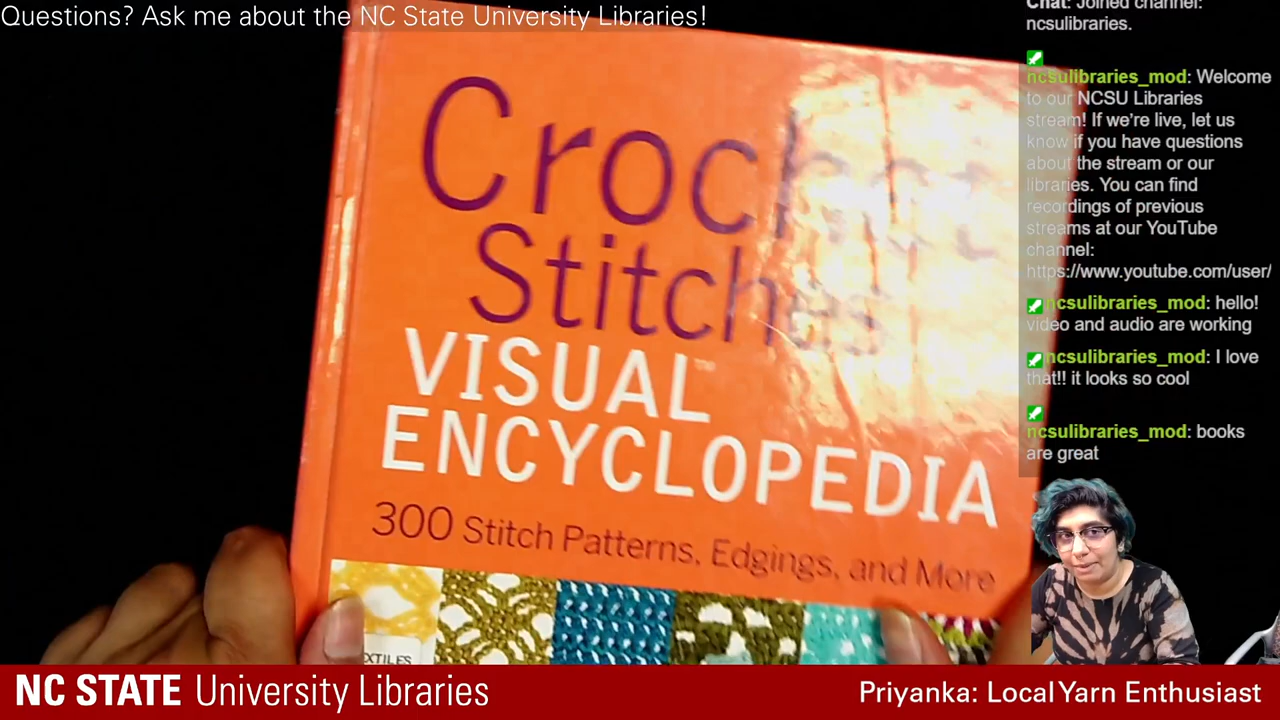 Questions? Ask me about the NC State University Libraries!
Crochet
Stitches
VISUAL™
ENCYCLOPEDIA
300 Stitch Patterns, Edgings, and More
Chat: Joined channel:
ncsulibraries.
ncsulibraries_mod: Welcome
to our NCSU Libraries
stream! If we're live, let us
know if you have questions
about the stream or our
libraries. You can find
recordings of previous
streams at our YouTube
channel:
https://www.youtube.com/user/
ncsulibraries_mod: hello!
video and audio are working
ncsulibraries_mod: I love
that!! it looks so cool
ncsulibraries_mod: books
are great
NC STATE University Libraries
Priyanka: Local Yarn Enthusiast